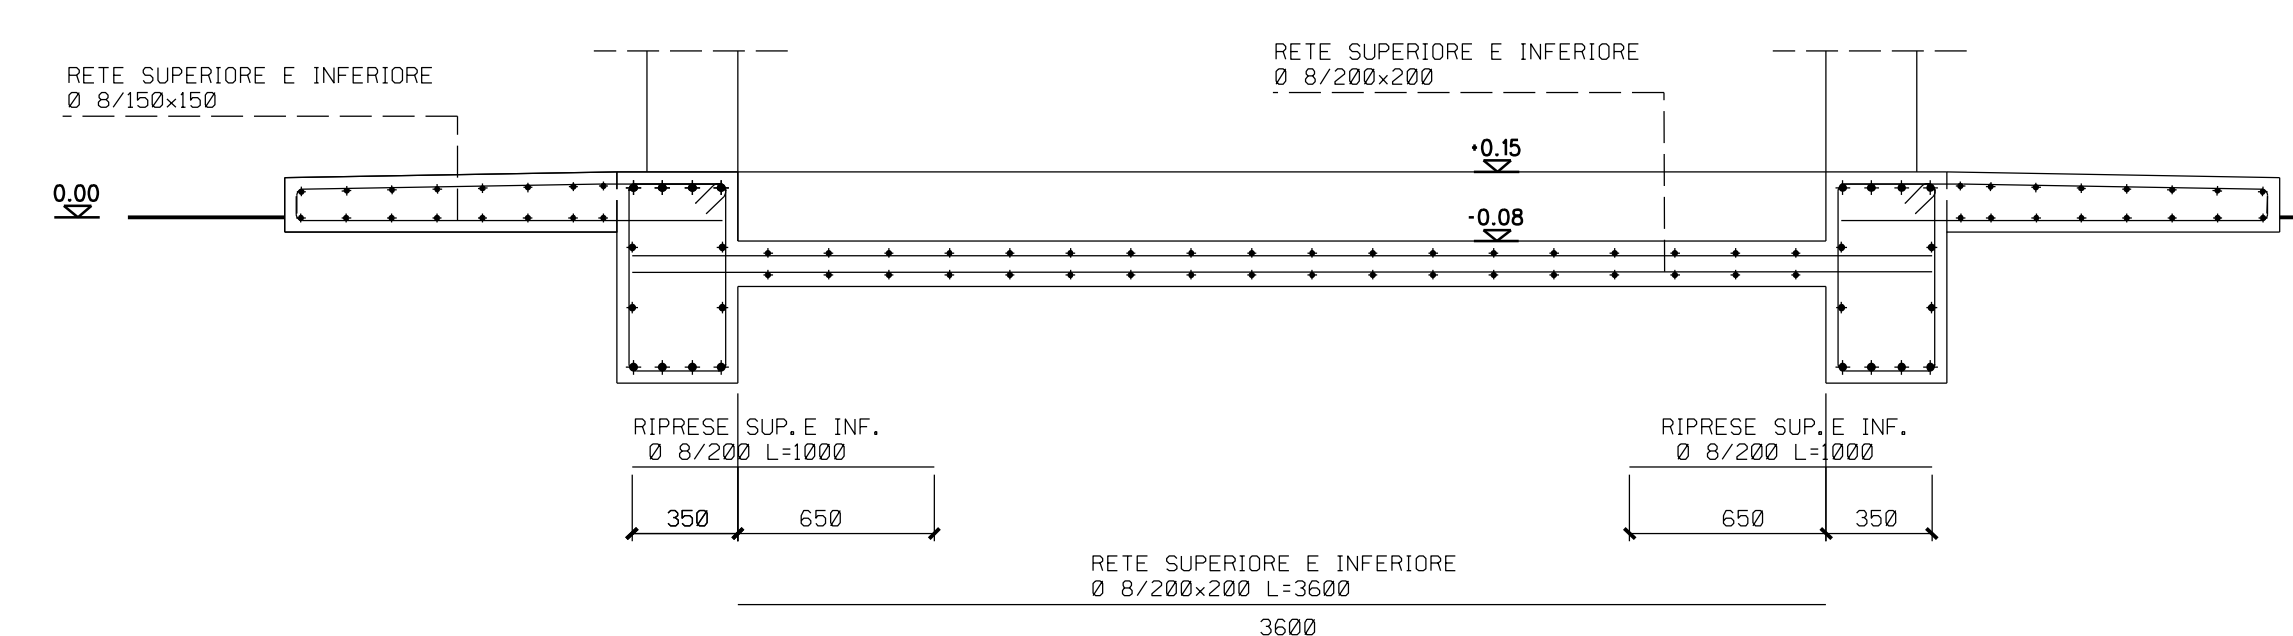 RETE SUPERIORE E INFERIORE
Ø 8/150x150
RETE SUPERIORE E INFERIORE
Ø 8/200x200
+0.15
0.00
-0.08
RIPRESE SUP.E INF.
Ø 8/200 L=1000
RIPRESE SUP.E INF.
Ø 8/200 L=1000
350
650
650
350
RETE SUPERIORE E INFERIORE
Ø 8/200x200 L=3600
3600